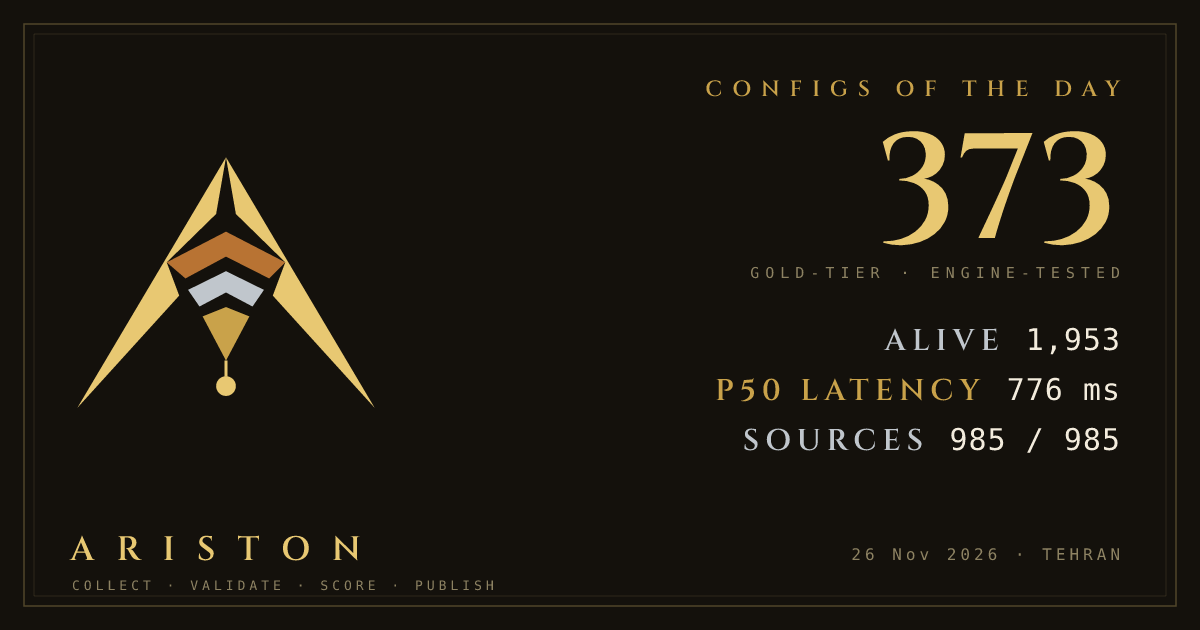 CONFIGS OF THE DAY
373
GOLD-TIER · ENGINE-TESTED
ALIVE 1,953
P50 LATENCY 776 ms
SOURCES 985 / 985
ARISTON
COLLECT · VALIDATE · SCORE · PUBLISH
26 Nov 2026 · TEHRAN